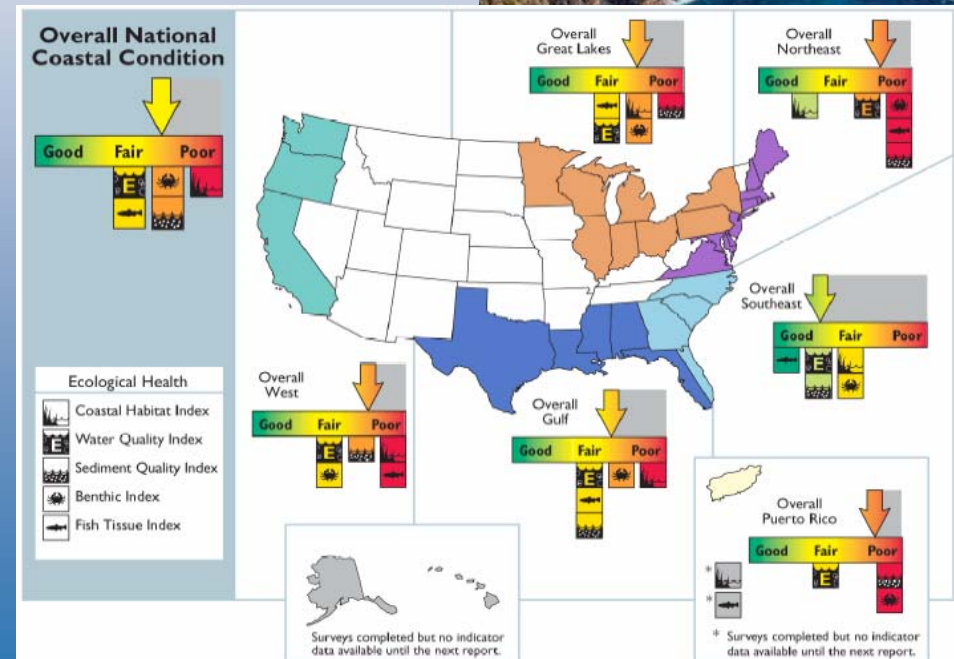 Overall National
Coastal Condition
Good Fair Poor
Ecological Health
Coastal Habitat Index
Water Quality Index
Sediment Quality Index
Benthic Index
Fish Tissue Index
Overall
Great Lakes
Good Fair Poor
Overall
Northeast
Good Fair Poor
Overall
Southeast
Good Fair Poor
Overall
West
Good Fair Poor
Overall
Gulf
Good Fair Poor
Overall
Puerto Rico
Good Fair Poor
*
*
* Surveys completed but no indicator
data available until the next report.
Surveys completed but no indicator
data available until the next report.
E
E
E
E
E
E
E
E